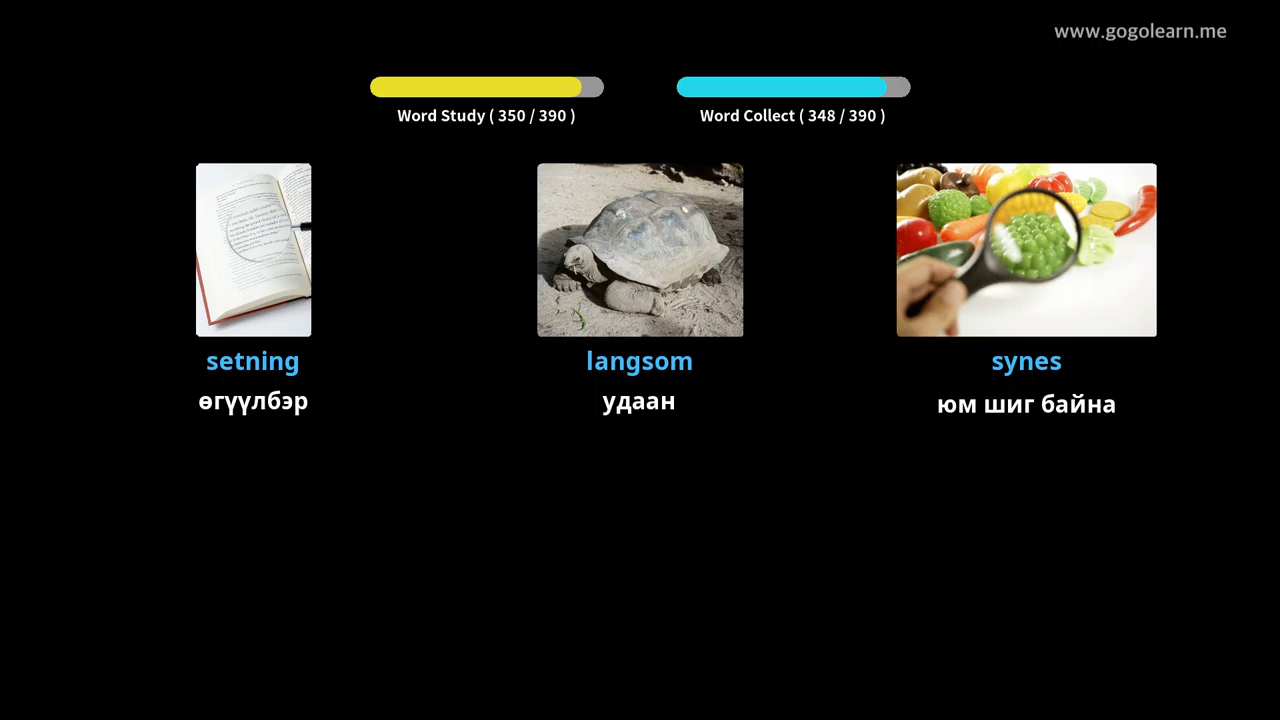 www.gogolearn.me
Word Study ( 350 / 390 )
Word Collect ( 348 / 390 )
setning
langsom
synes
өгүүлбэр
удаан
юм шиг байна